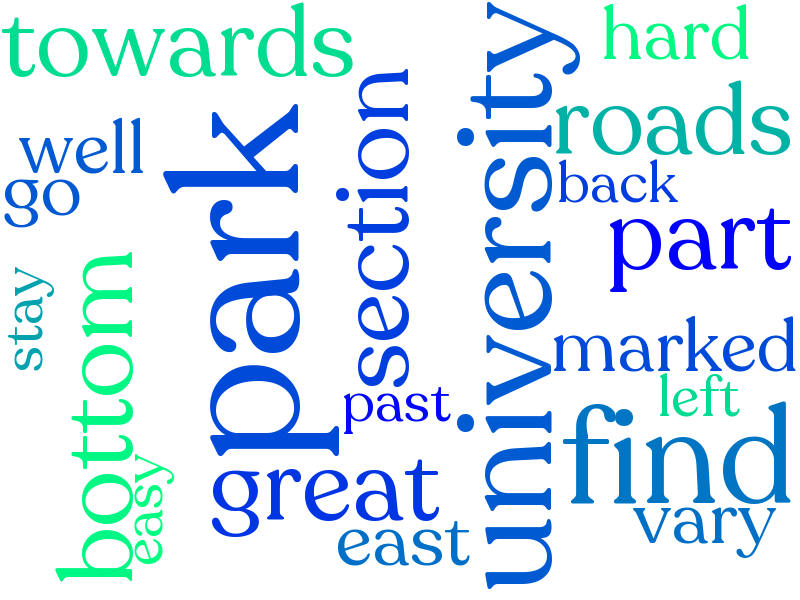 towards
hard
university
section
roads
park
well
back
go
part
bottom
stay
marked
left
past
find
great
easy
vary
east